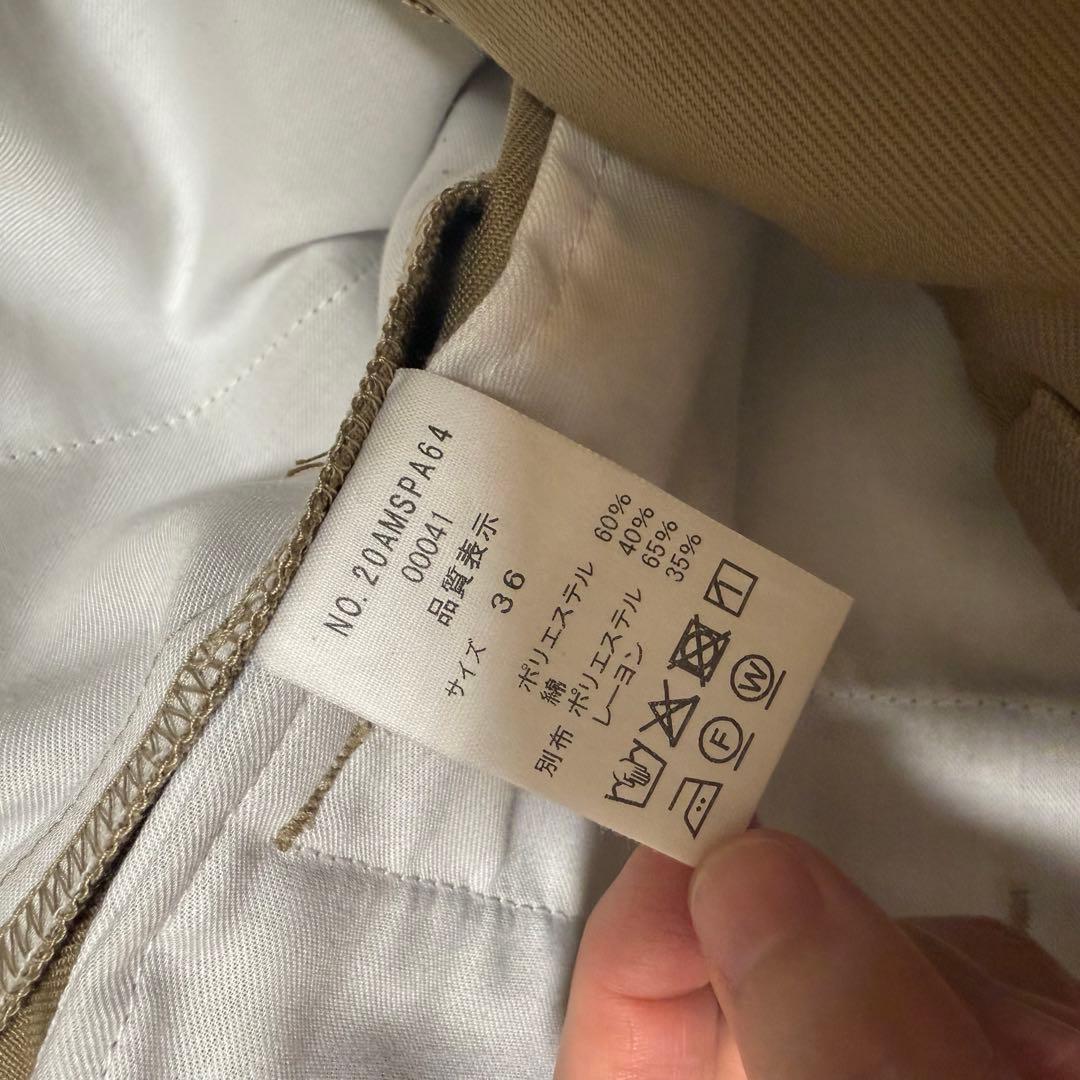 NO.20AMSPA64
00041
品質表示
サイズ 36
ポリエステル 60%
綿 40%
別布 ポリエステル 65%
レーヨン 35%
F
W